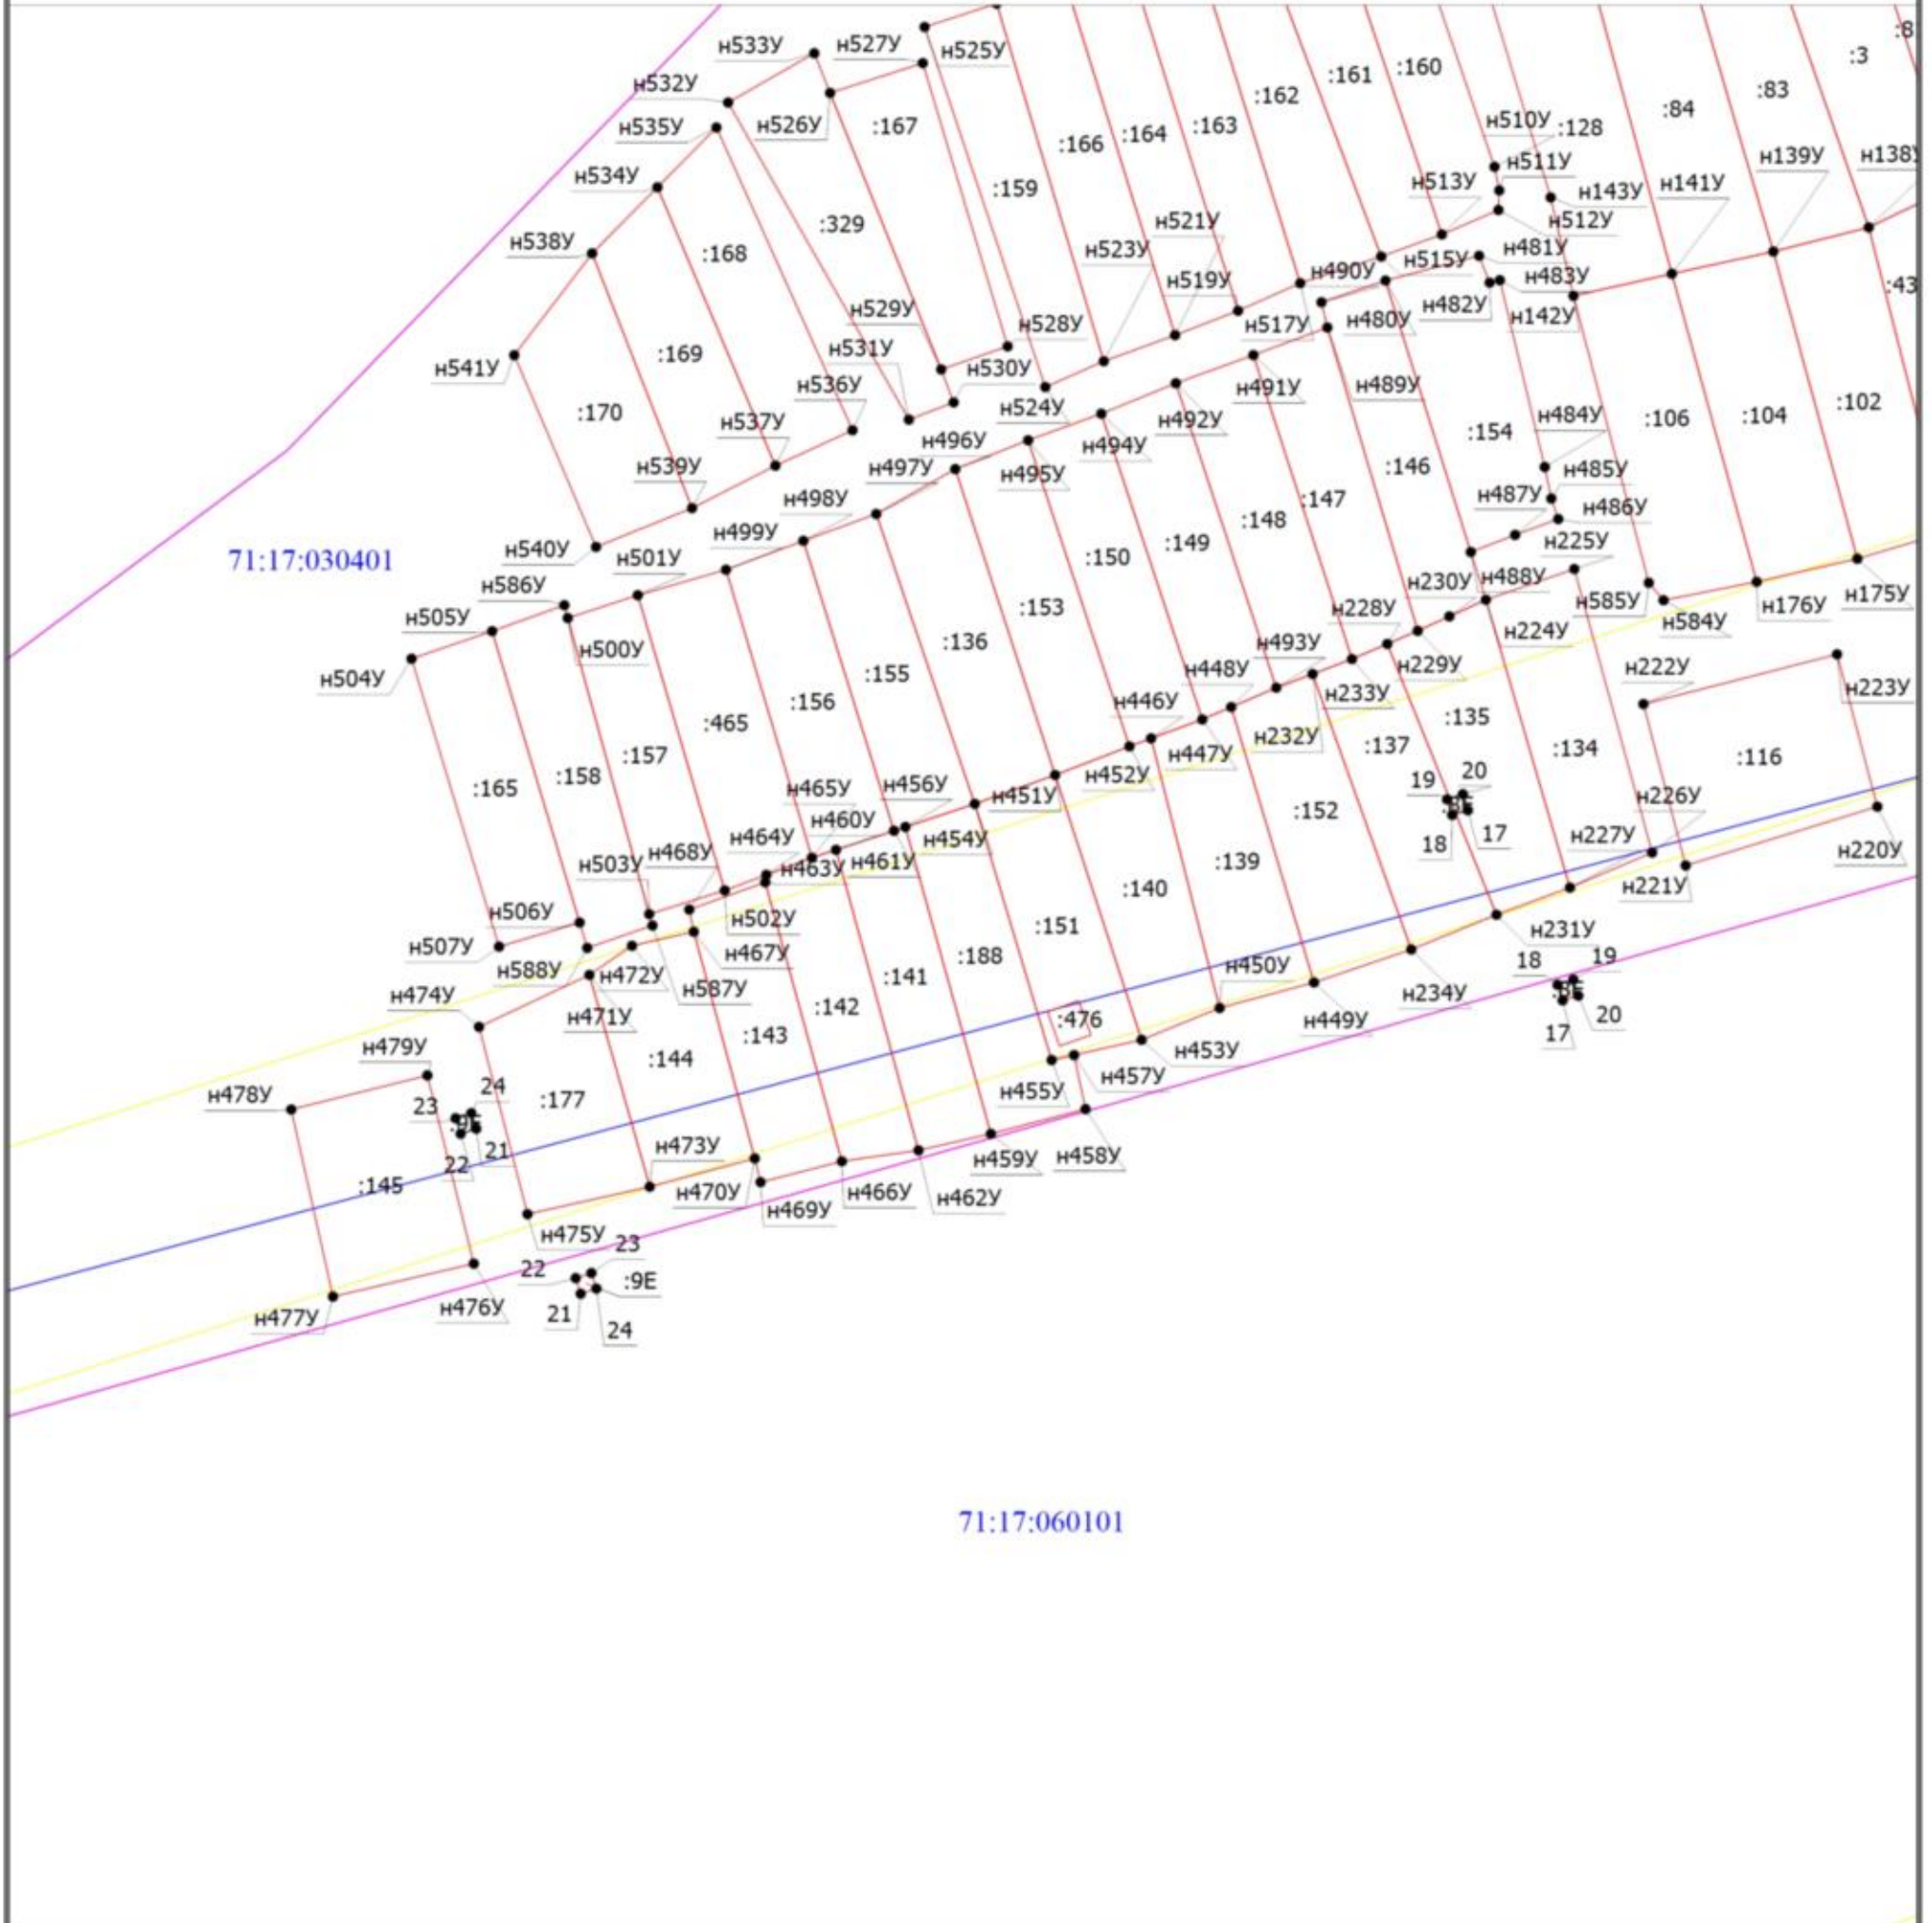 :8
:3
н533У
н527У
н525У
:160
:161
н532У
:83
:162
:84
н535У
н526У
:167
:163
:164
н510У
:128
:166
н139У
н138У
н511У
н534У
н513У
н143У
н141У
:159
н521У
н512У
:329
н538У
:168
н523У
н481У
н515У
н490У
н483У
н519У
:43
н529У
н482У
н142У
н528У
н517У
н480У
н531У
:169
н541У
н530У
н536У
н491У
н489У
:102
:170
н524У
н484У
:106
:104
н537У
н492У
:154
н496У
н494У
н539У
н497У
н495У
:146
н485У
н487У
н498У
:147
н486У
:148
н499У
н225У
н540У
:149
71:17:030401
н501У
:150
н230У
н488У
н586У
н585У
н175У
н176У
н505У
:153
н228У
н584У
н224У
н500У
:136
н493У
н504У
н448У
н229У
н222У
:155
н233У
н223У
:156
н446У
:135
:465
н232У
:137
:134
:157
н447У
:116
:158
н452У
19
20
:165
н465У
н456У
н451У
н226У
:8Е
:152
н460У
17
н464У
н454У
18
н227У
н468У
н220У
н503У
н463У
н461У
:139
н221У
:140
н506У
н502У
:151
н231У
н507У
н467У
:188
н450У
18
19
н588У
н472У
:141
н587У
н234У
:8Е
н474У
:142
н471У
:476
н449У
20
17
:143
н479У
:144
н453У
н457У
н478У
24
23
:177
н455У
:9Е
21
н473У
22
н459У
н458У
:145
н470У
н466У
н462У
н469У
н475У
23
22
:9Е
н476У
21
н477У
24
71:17:060101